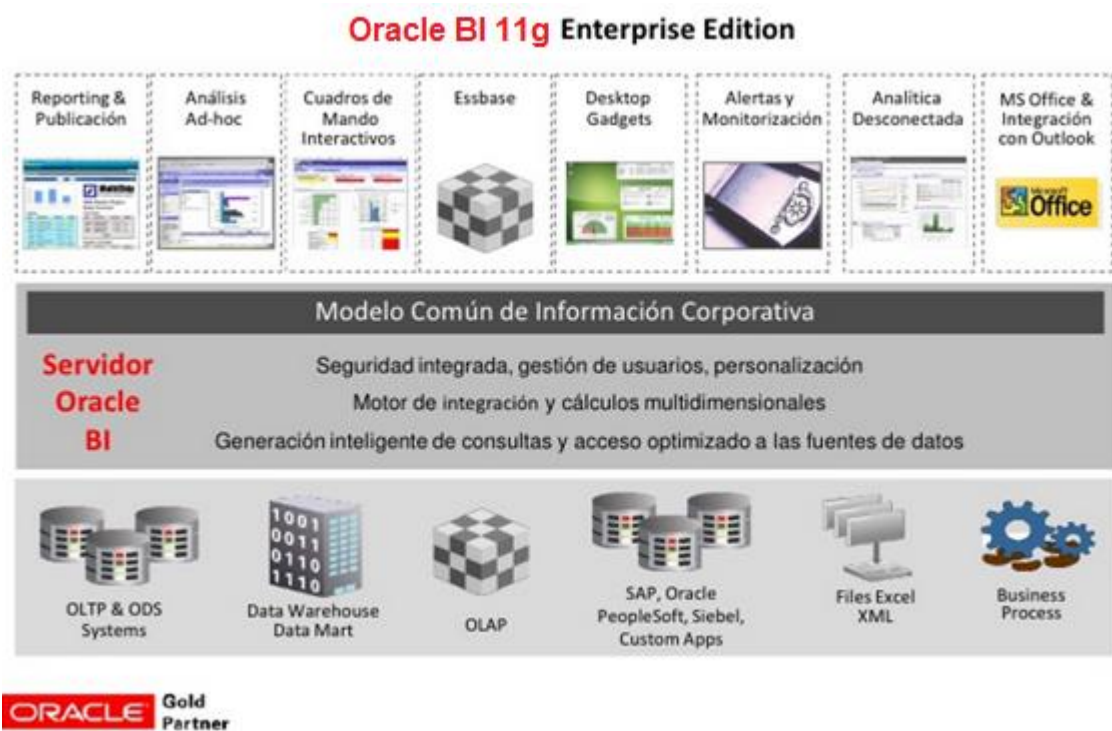 Oracle BI 11g Enterprise Edition
Reporting &
Publicación
Análisis
Ad-hoc
Cuadros de
Mando
Interactivos
Essbase
Desktop
Gadgets
Alertas y
Monitorización
Analítica
Desconectada
MS Office &
Integración
con Outlook
Microsoft
Office
Modelo Común de Información Corporativa
Servidor
Oracle
BI
Seguridad integrada, gestión de usuarios, personalización
Motor de integración y cálculos multidimensionales
Generación inteligente de consultas y acceso optimizado a las fuentes de datos
1001
0011
0110
1110
OLTP & ODS
Systems
Data Warehouse
Data Mart
OLAP
SAP, Oracle
PeopleSoft, Siebel,
Custom Apps
Files Excel
XML
Business
Process
ORACLE
Gold
Partner